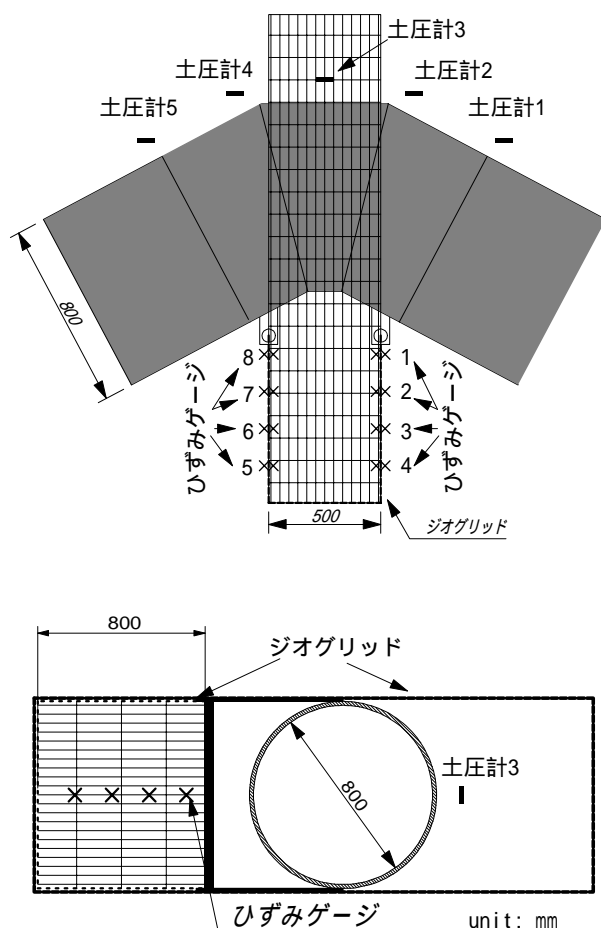 土圧計3
土圧計4
土圧計2
土圧計5
土圧計1
800
8
1
7
2
6
3
5
4
ひずみゲージ
ひずみゲージ
500
ジオグリッド
800
ジオグリッド
800
土圧計3
ひずみゲージ
unit: mm